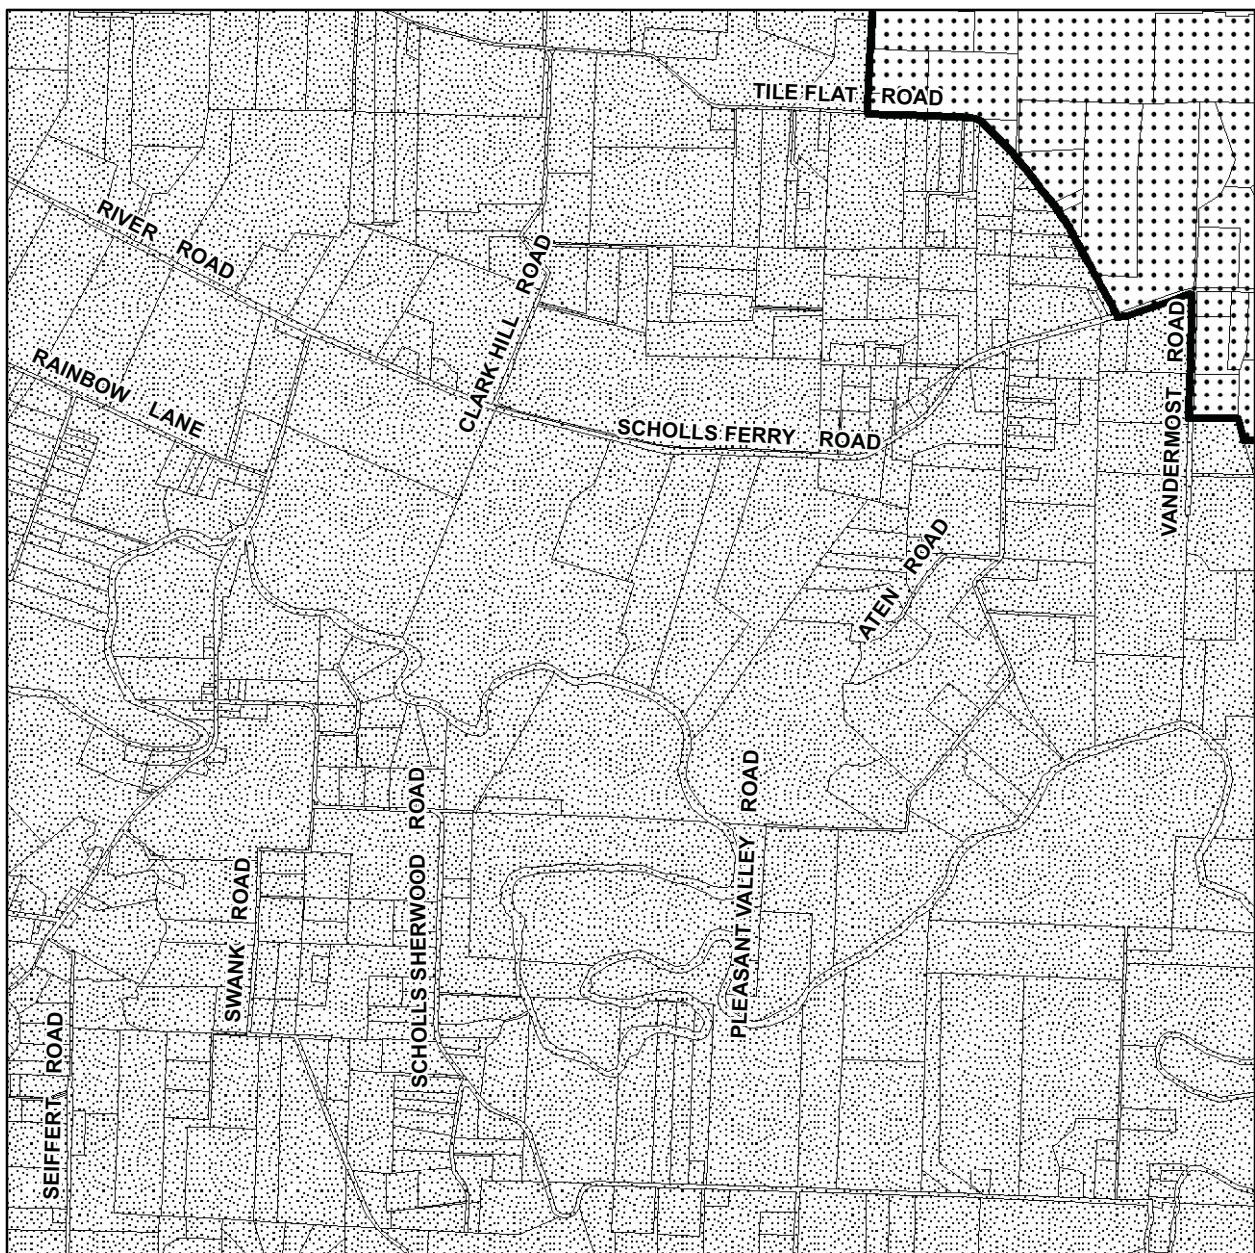 TILE FLAT ROAD
RIVER ROAD
CLARK HILL ROAD
RAINBOW LANE
VANDERMOST ROAD
SCHOLLS FERRY ROAD
ATEN ROAD
PLEASANT VALLEY ROAD
SCHOLLS SHERWOOD ROAD
SWANK ROAD
SEIFFERT ROAD